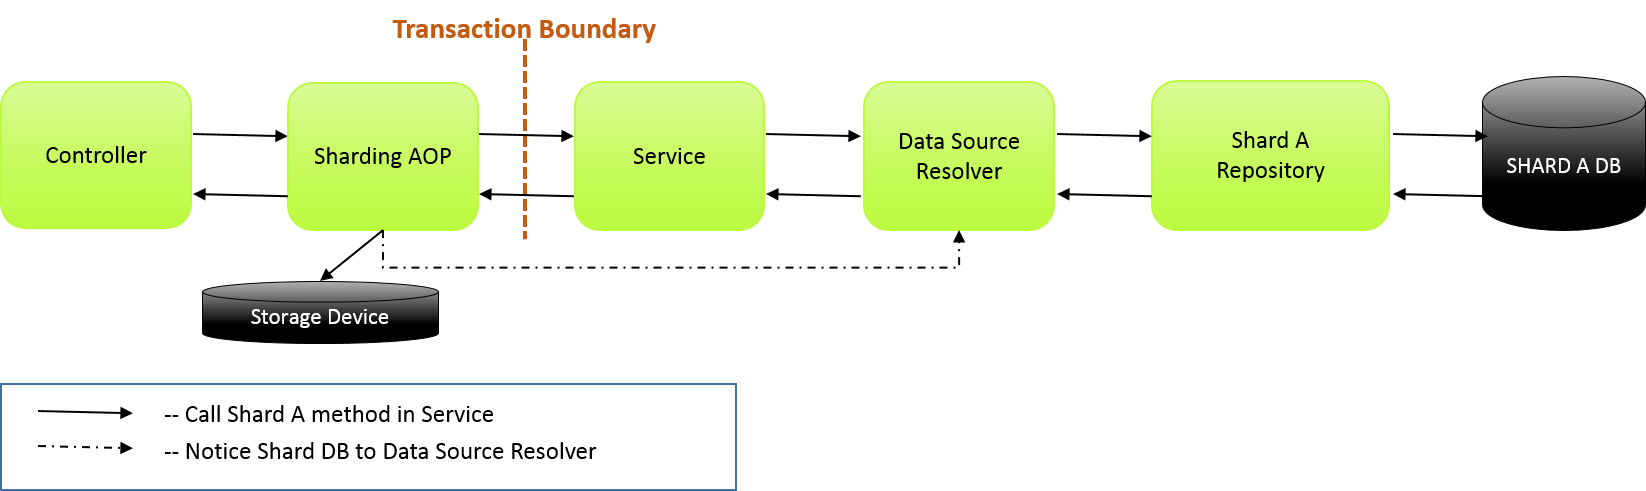 Transaction Boundary
Controller
Sharding AOP
Service
Data Source
Resolver
Shard A
Repository
SHARD A DB
Storage Device
-- Call Shard A method in Service
-- Notice Shard DB to Data Source Resolver